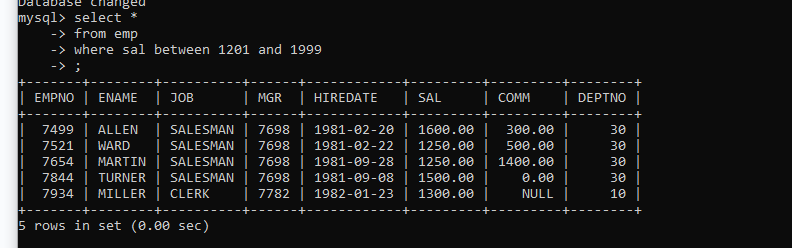 Database changed
mysql> select *
    -> from emp
    -> where sal between 1201 and 1999
    -> ;
+-------+--------+----------+------+------------+---------+---------+--------+
| EMPNO | ENAME  | JOB      | MGR  | HIREDATE   | SAL     | COMM    | DEPTNO |
+-------+--------+----------+------+------------+---------+---------+--------+
|  7499 | ALLEN  | SALESMAN | 7698 | 1981-02-20 | 1600.00 |  300.00 |     30 |
|  7521 | WARD   | SALESMAN | 7698 | 1981-02-22 | 1250.00 |  500.00 |     30 |
|  7654 | MARTIN | SALESMAN | 7698 | 1981-09-28 | 1250.00 | 1400.00 |     30 |
|  7844 | TURNER | SALESMAN | 7698 | 1981-09-08 | 1500.00 |    0.00 |     30 |
|  7934 | MILLER | CLERK    | 7782 | 1982-01-23 | 1300.00 |    NULL |     10 |
+-------+--------+----------+------+------------+---------+---------+--------+
5 rows in set (0.00 sec)